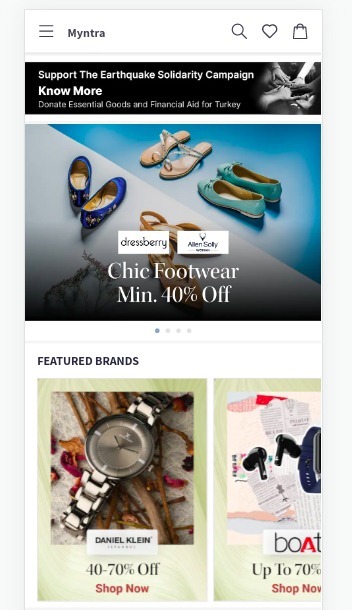 Myntra
Support The Earthquake Solidarity Campaign
Know More
Donate Essential Goods and Financial Aid for Turkey
dressberry
Allen Solly
Chic Footwear
Min. 40% Off
FEATURED BRANDS
DANIEL KLEIN
40-70% Off
Shop Now
boAt
Up To 70%
Shop Now